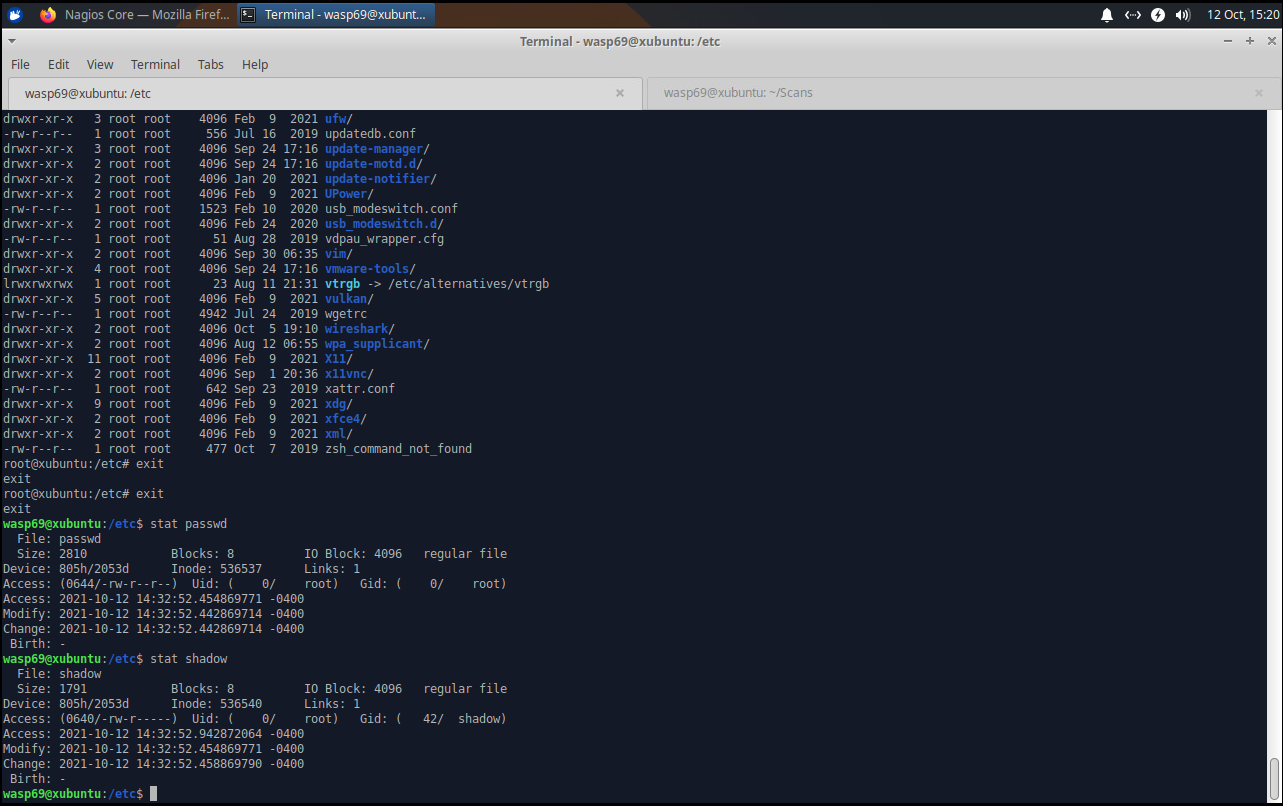 Nagios Core — Mozilla Firef...
Terminal - wasp69@xubunt...
12 Oct, 15:20
Terminal - wasp69@xubuntu: /etc
File Edit View Terminal Tabs Help
wasp69@xubuntu: /etc
wasp69@xubuntu: ~/Scans
drwxr-xr-x   3 root root    4096 Feb  9  2021 ufw/
-rw-r--r--   1 root root     556 Jul 16  2019 updatedb.conf
drwxr-xr-x   3 root root    4096 Sep 24 17:16 update-manager/
drwxr-xr-x   2 root root    4096 Sep 24 17:16 update-motd.d/
drwxr-xr-x   2 root root    4096 Jan 20  2021 update-notifier/
drwxr-xr-x   2 root root    4096 Feb  9  2021 UPower/
-rw-r--r--   1 root root    1523 Feb 10  2020 usb_modeswitch.conf
drwxr-xr-x   2 root root    4096 Feb 24  2020 usb_modeswitch.d/
-rw-r--r--   1 root root      51 Aug 28  2019 vdpau_wrapper.cfg
drwxr-xr-x   2 root root    4096 Sep 30 06:35 vim/
drwxr-xr-x   4 root root    4096 Sep 24 17:16 vmware-tools/
lrwxrwxrwx   1 root root      23 Aug 11 21:31 vtrgb -> /etc/alternatives/vtrgb
drwxr-xr-x   5 root root    4096 Feb  9  2021 vulkan/
-rw-r--r--   1 root root    4942 Jul 24  2019 wgetrc
drwxr-xr-x   2 root root    4096 Oct  5 19:10 wireshark/
drwxr-xr-x   2 root root    4096 Aug 12 06:55 wpa_supplicant/
drwxr-xr-x  11 root root    4096 Feb  9  2021 X11/
drwxr-xr-x   2 root root    4096 Sep  1 20:36 x11vnc/
-rw-r--r--   1 root root     642 Sep 23  2019 xattr.conf
drwxr-xr-x   9 root root    4096 Feb  9  2021 xdg/
drwxr-xr-x   2 root root    4096 Feb  9  2021 xfce4/
drwxr-xr-x   2 root root    4096 Feb  9  2021 xml/
-rw-r--r--   1 root root     477 Oct  7  2019 zsh_command_not_found
root@xubuntu:/etc# exit
exit
root@xubuntu:/etc# exit
exit
wasp69@xubuntu:/etc$ stat passwd
  File: passwd
  Size: 2810            Blocks: 8          IO Block: 4096   regular file
Device: 805h/2053d      Inode: 536537      Links: 1
Access: (0644/-rw-r--r--)  Uid: (    0/    root)   Gid: (    0/    root)
Access: 2021-10-12 14:32:52.454869771 -0400
Modify: 2021-10-12 14:32:52.442869714 -0400
Change: 2021-10-12 14:32:52.442869714 -0400
 Birth: -
wasp69@xubuntu:/etc$ stat shadow
  File: shadow
  Size: 1791            Blocks: 8          IO Block: 4096   regular file
Device: 805h/2053d      Inode: 536540      Links: 1
Access: (0640/-rw-r-----)  Uid: (    0/    root)   Gid: (   42/  shadow)
Access: 2021-10-12 14:32:52.942872064 -0400
Modify: 2021-10-12 14:32:52.454869771 -0400
Change: 2021-10-12 14:32:52.458869790 -0400
 Birth: -
wasp69@xubuntu:/etc$